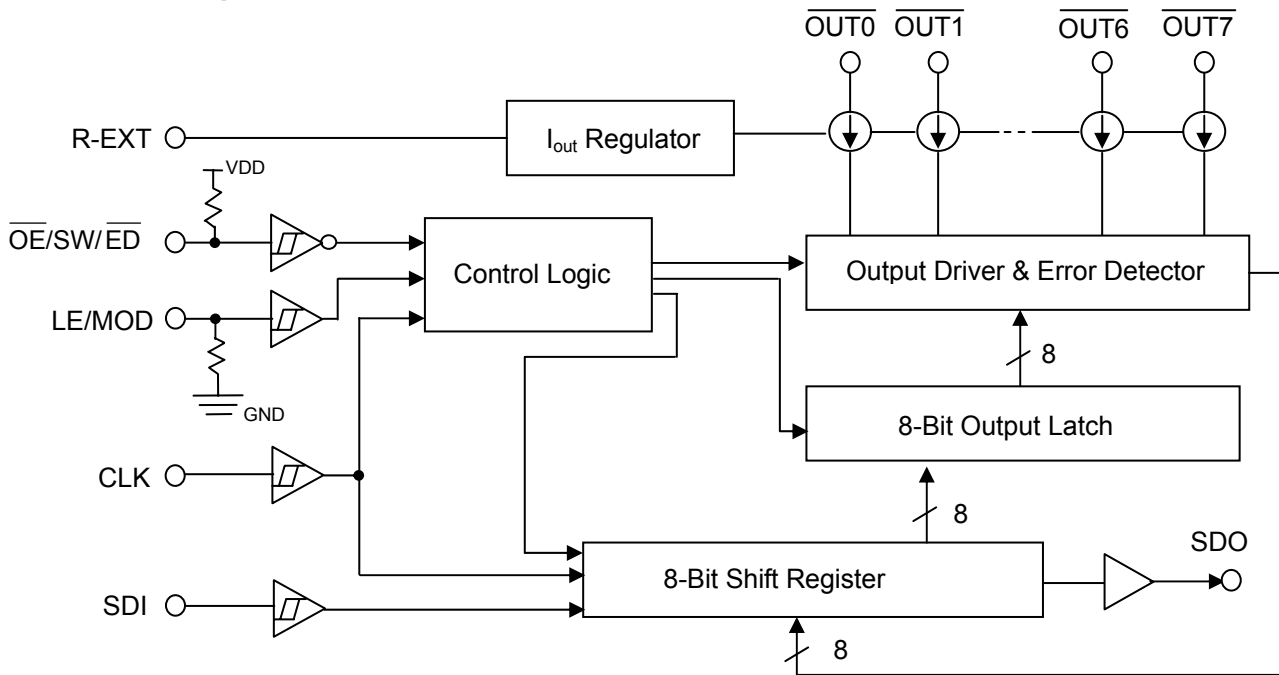 OUT0 OUT1 OUT6 OUT7
R-EXT
Iout Regulator
VDD
OE/SW/ED
Control Logic
Output Driver & Error Detector
LE/MOD
8
GND
8-Bit Output Latch
CLK
8
SDO
8-Bit Shift Register
SDI
8